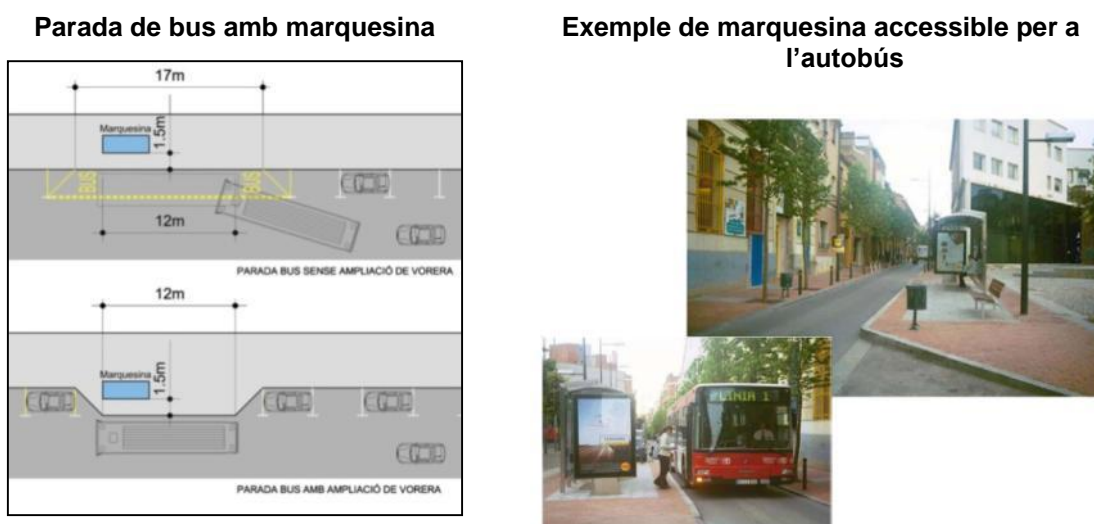 Parada de bus amb marquesina
17m
Marquesina
1.5m
BUS
BUS
12m
PARADA BUS SENSE AMPLIACIÓ DE VORERA
12m
Marquesina
1.5m
PARADA BUS AMB AMPLIACIÓ DE VORERA
Exemple de marquesina accessible per a
l’autobús
LINIA 1